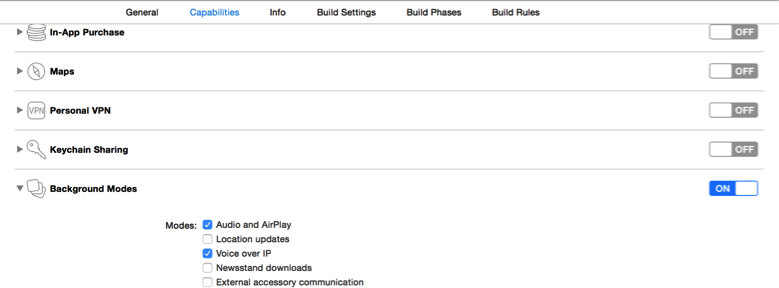 General Capabilities Info Build Settings Build Phases Build Rules
In-App Purchase OFF
Maps OFF
VPN Personal VPN OFF
Keychain Sharing OFF
Background Modes ON
Modes: Audio and AirPlay
Location updates
Voice over IP
Newsstand downloads
External accessory communication